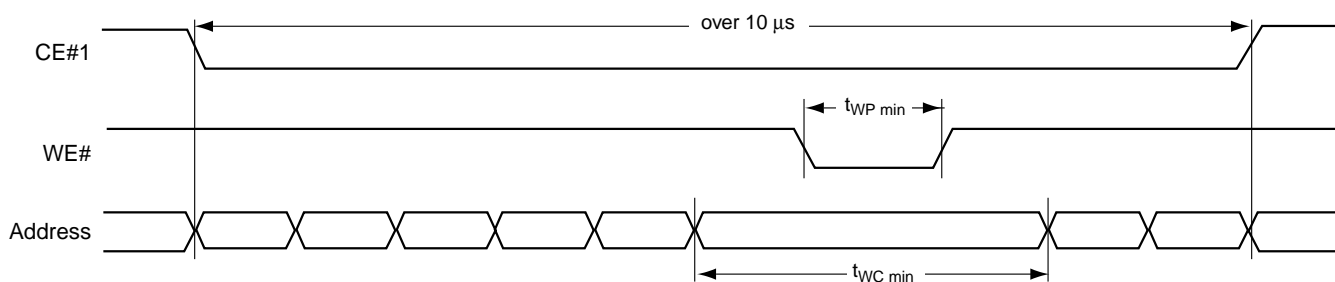 over 10 μs
CE#1
tWP min
WE#
Address
tWC min